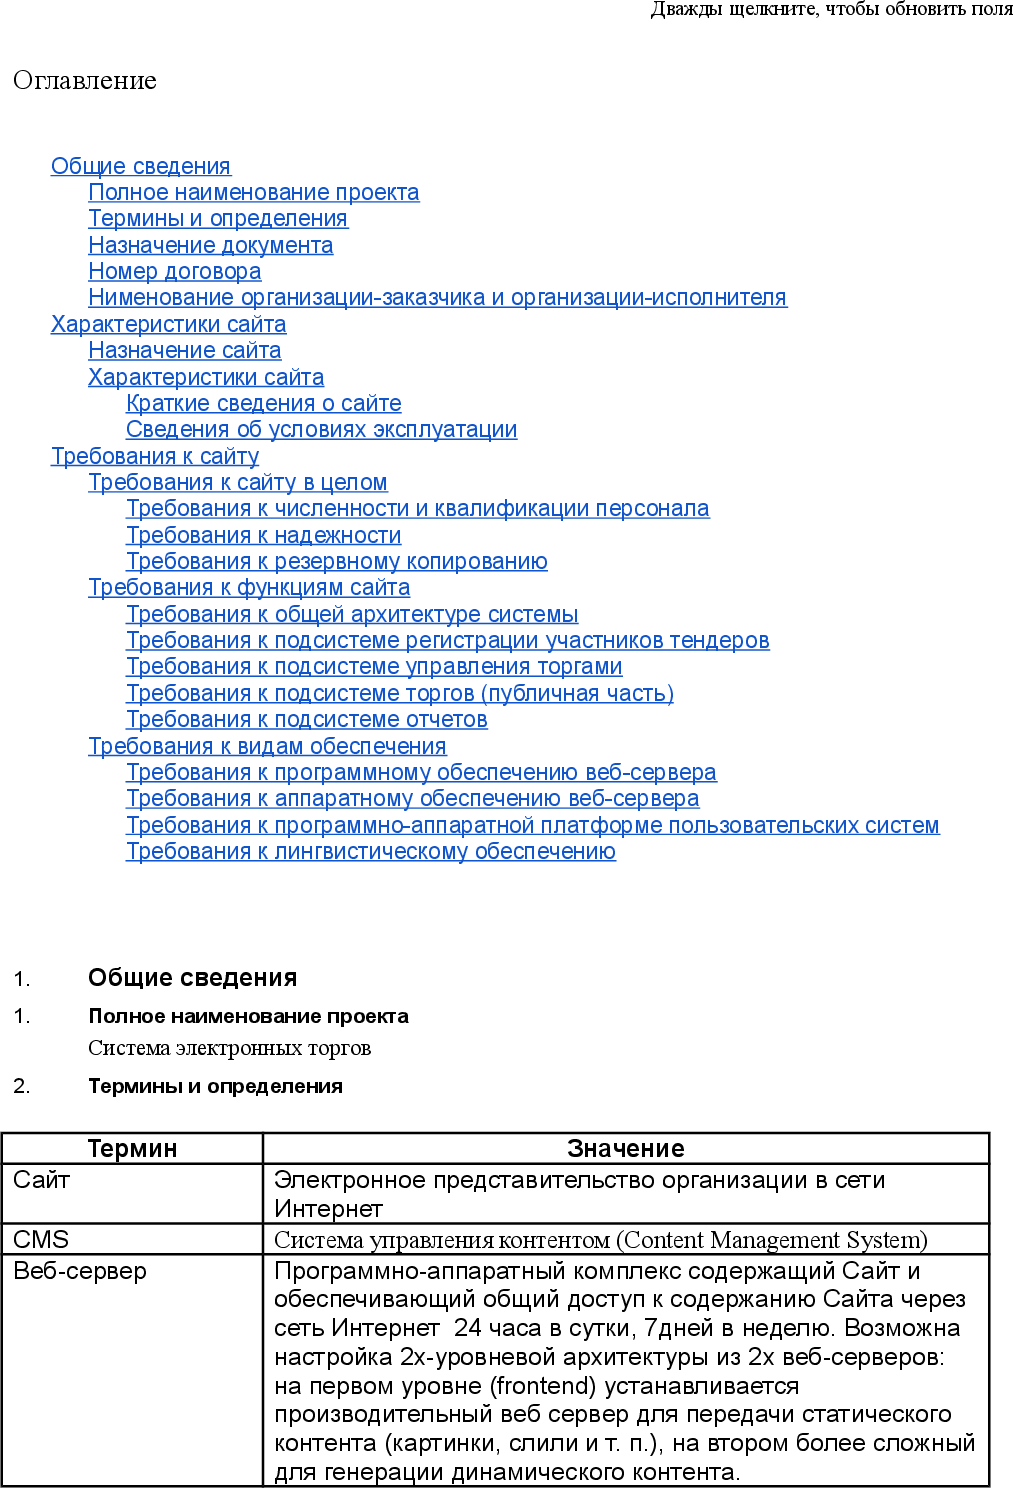 Дважды щелкните, чтобы обновить поля
Оглавление
Общие сведения
Полное наименование проекта
Термины и определения
Назначение документа
Номер договора
Нименование организации-заказчика и организации-исполнителя
Характеристики сайта
Назначение сайта
Характеристики сайта
Краткие сведения о сайте
Сведения об условиях эксплуатации
Требования к сайту
Требования к сайту в целом
Требования к численности и квалификации персонала
Требования к надежности
Требования к резервному копированию
Требования к функциям сайта
Требования к общей архитектуре системы
Требования к подсистеме регистрации участников тендеров
Требования к подсистеме управления торгами
Требования к подсистеме торгов (публичная часть)
Требования к подсистеме отчетов
Требования к видам обеспечения
Требования к программному обеспечению веб-сервера
Требования к аппаратному обеспечению веб-сервера
Требования к программно-аппаратной платформе пользовательских систем
Требования к лингвистическому обеспечению
1. Общие сведения
1. Полное наименование проекта
Система электронных торгов
2. Термины и определения
Термин Значение
Сайт Электронное представительство организации в сети
Интернет
CMS Система управления контентом (Content Management System)
Веб-сервер Программно-аппаратный комплекс содержащий Сайт и
обеспечивающий общий доступ к содержанию Сайта через
сеть Интернет  24 часа в сутки, 7дней в неделю. Возможна
настройка 2х-уровневой архитектуры из 2х веб-серверов:
на первом уровне (frontend) устанавливается
производительный веб сервер для передачи статического
контента (картинки, слили и т. п.), на втором более сложный
для генерации динамического контента.